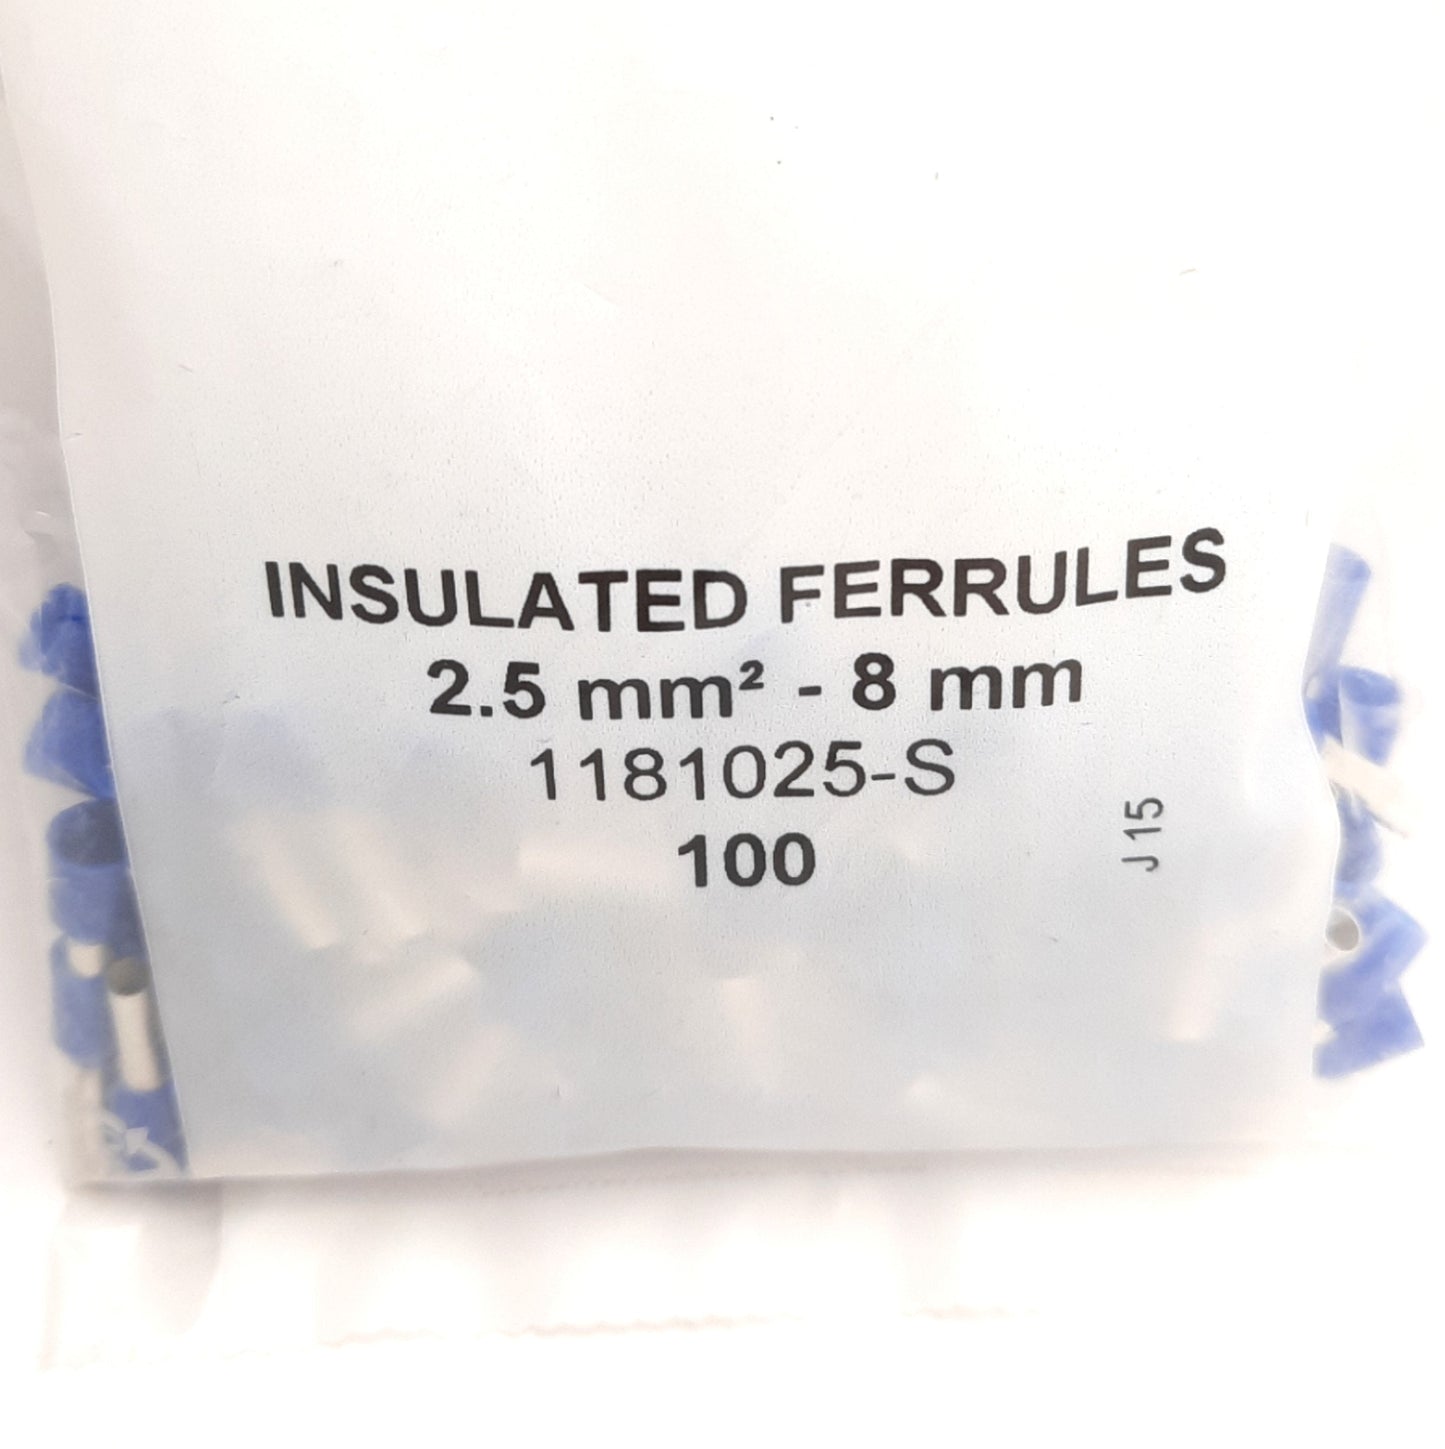 INSULATED FERRULES
2.5 mm² - 8 mm
1181025-S
100
J15